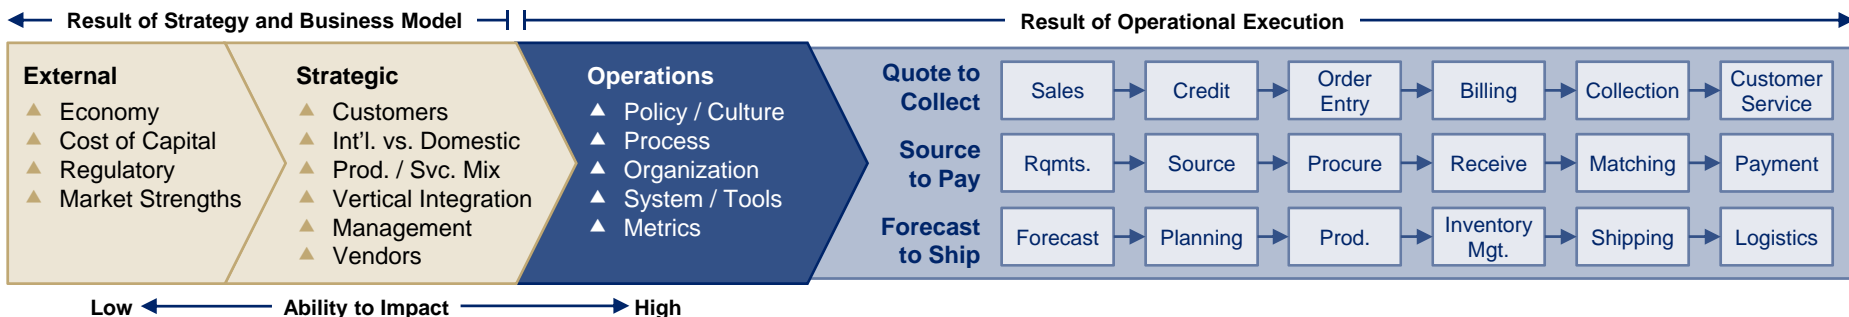 Result of Strategy and Business Model
Result of Operational Execution
External
Economy
Cost of Capital
Regulatory
Market Strengths
Strategic
Customers
Int'l. vs. Domestic
Prod. / Svc. Mix
Vertical Integration
Management
Vendors
Operations
Policy / Culture
Process
Organization
System / Tools
Metrics
Quote to
Collect
Sales
Credit
Order
Entry
Billing
Collection
Customer
Service
Source
to Pay
Rqmts.
Source
Procure
Receive
Matching
Payment
Forecast
to Ship
Forecast
Planning
Prod.
Inventory
Mgt.
Shipping
Logistics
Low
Ability to Impact
High